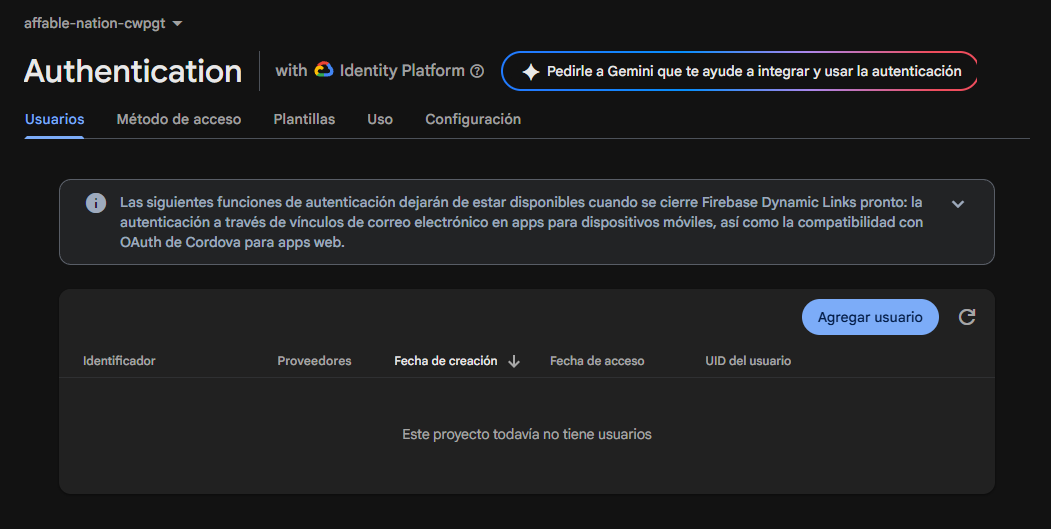 affable-nation-cwpgt
Authentication
with Identity Platform
Pedirle a Gemini que te ayude a integrar y usar la autenticación
Usuarios Método de acceso Plantillas Uso Configuración
Las siguientes funciones de autenticación dejarán de estar disponibles cuando se cierre Firebase Dynamic Links pronto: la
autenticación a través de vínculos de correo electrónico en apps para dispositivos móviles, así como la compatibilidad con
OAuth de Cordova para apps web.
Agregar usuario
Identificador Proveedores Fecha de creación Fecha de acceso UID del usuario
Este proyecto todavía no tiene usuarios